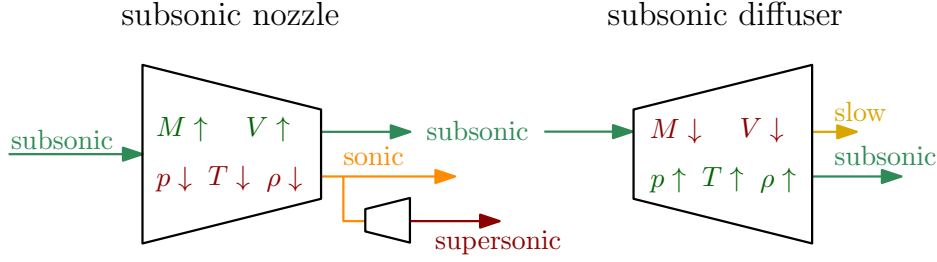 subsonic nozzle
subsonic diffuser
subsonic
M ↑ V ↑
p ↓ T ↓ ρ ↓
subsonic
sonic
supersonic
M ↓ V ↓
p ↑ T ↑ ρ ↑
slow
subsonic